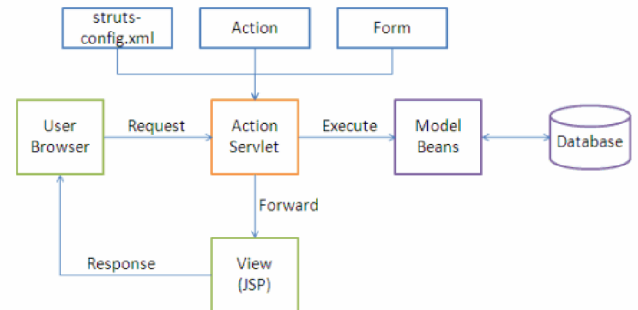 struts-
config.xml
Action
Form
User
Browser
Request
Action
Servlet
Execute
Model
Beans
Database
Forward
Response
View
(JSP)